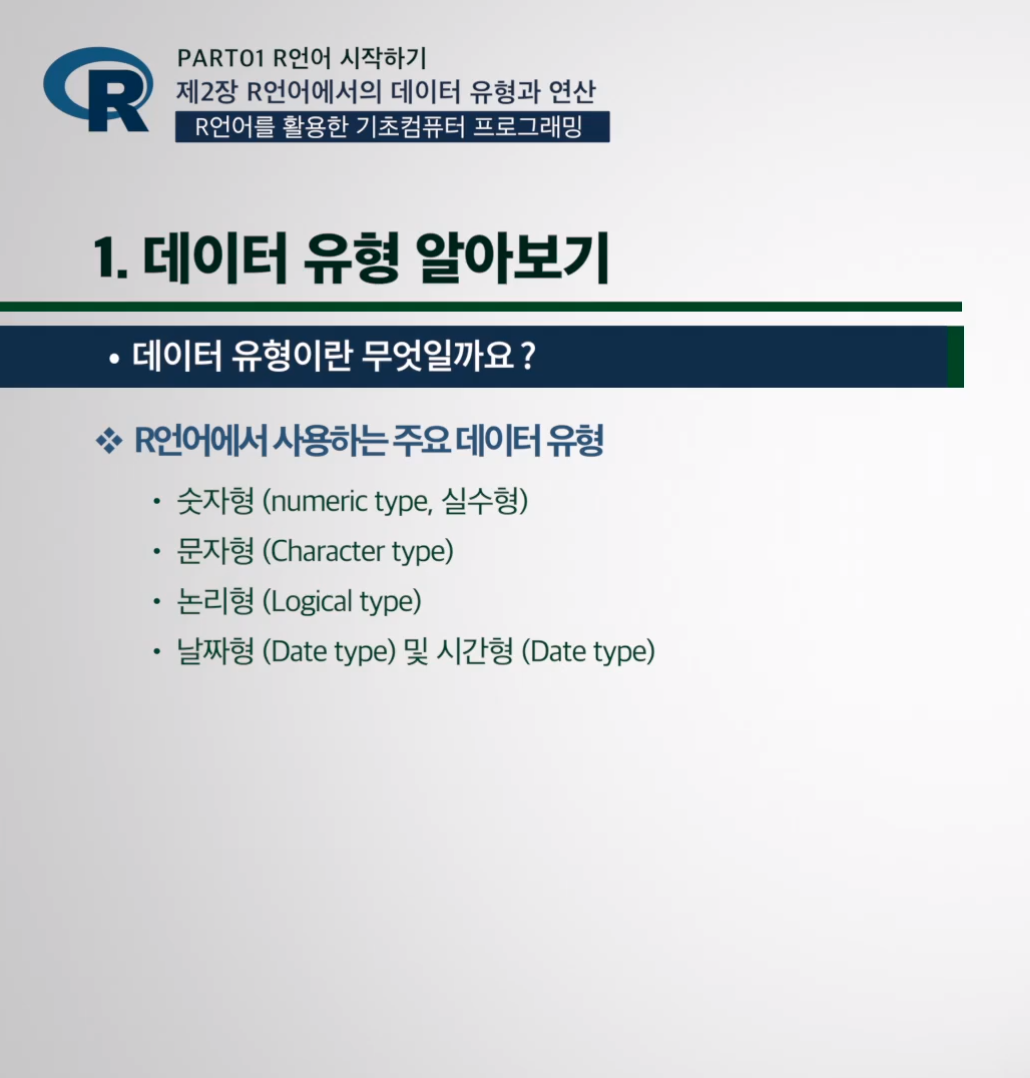 R
PART01 R언어 시작하기
제2장 R언어에서의 데이터 유형과 연산
R언어를 활용한 기초컴퓨터 프로그래밍
1. 데이터 유형 알아보기
• 데이터 유형이란 무엇일까요?
❖ R언어에서 사용하는 주요 데이터 유형
• 숫자형 (numeric type, 실수형)
• 문자형 (Character type)
• 논리형 (Logical type)
• 날짜형 (Date type) 및 시간형 (Date type)